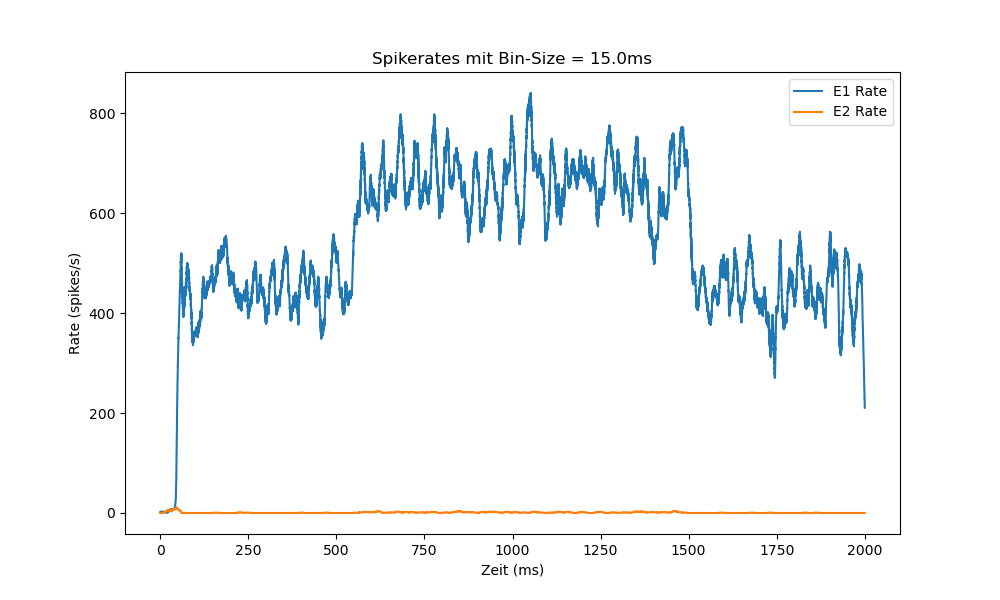 Spikerates mit Bin-Size = 15.0ms
E1 Rate
E2 Rate
Rate (spikes/s)
800
600
400
200
0
0 250 500 750 1000 1250 1500 1750 2000
Zeit (ms)